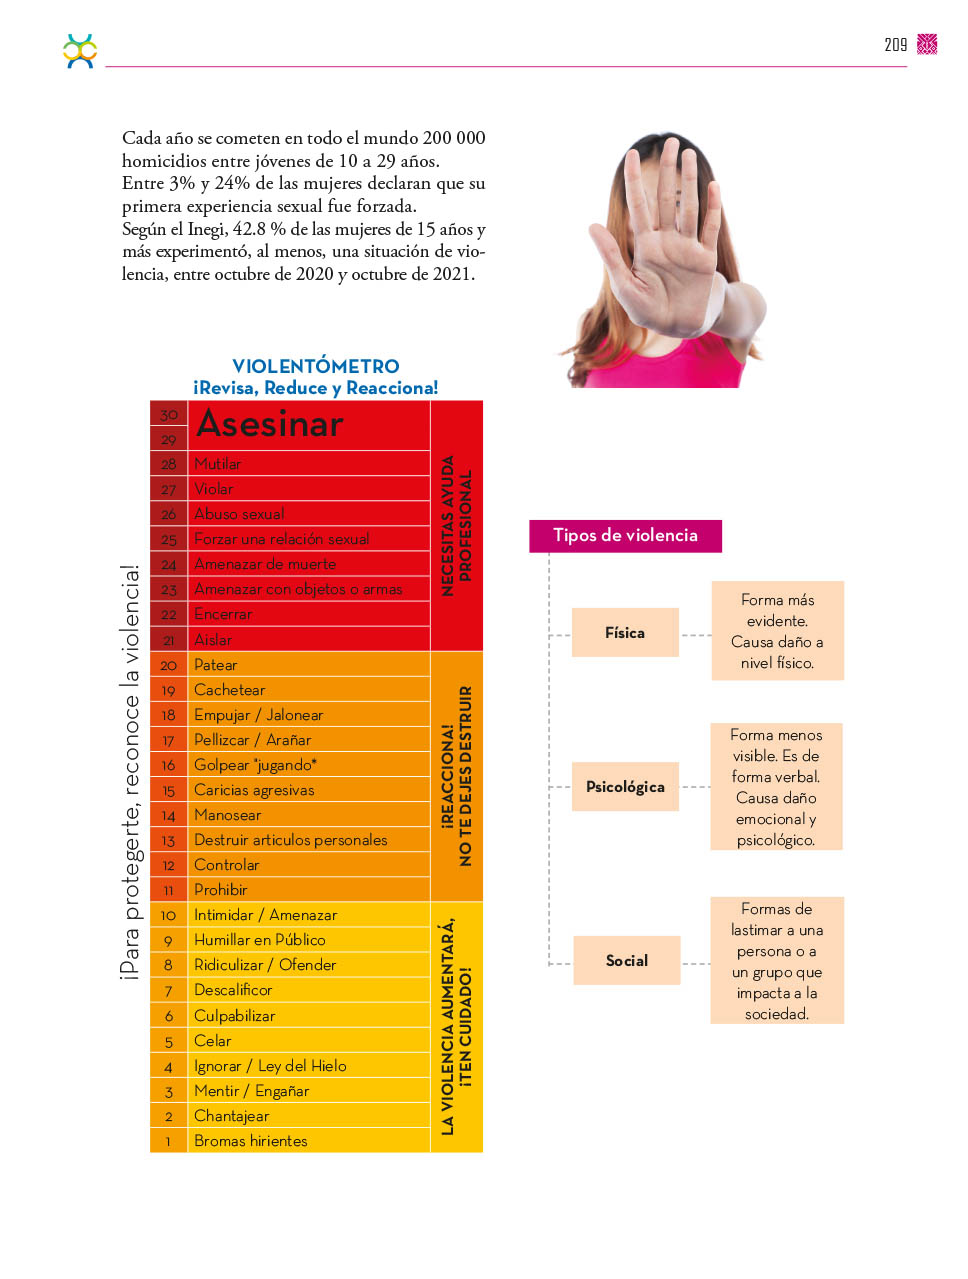 209
Cada año se cometen en todo el mundo 200 000
homicidios entre jóvenes de 10 a 29 años.
Entre 3% y 24% de las mujeres declaran que su
primera experiencia sexual fue forzada.
Según el Inegi, 42.8 % de las mujeres de 15 años y
más experimentó, al menos, una situación de vio-
lencia, entre octubre de 2020 y octubre de 2021.
VIOLENTÓMETRO
¡Revisa, Reduce y Reacciona!
¡Para protegerte, reconoce la violencia!
30
29
Asesinar
28 Mutilar
27 Violar
26 Abuso sexual
25 Forzar una relación sexual
24 Amenazar de muerte
23 Amenazar con objetos o armas
22 Encerrar
21 Aislar
NECESITAS AYUDA
PROFESIONAL
20 Patear
19 Cachetear
18 Empujar / Jalonear
17 Pellizcar / Arañar
16 Golpear "jugando"
15 Caricias agresivas
14 Manosear
13 Destruir articulos personales
12 Controlar
11 Prohibir
¡REACCIONA!
NO TE DEJES DESTRUIR
10 Intimidar / Amenazar
9 Humillar en Público
8 Ridiculizar / Ofender
7 Descalificor
6 Culpabilizar
5 Celar
4 Ignorar / Ley del Hielo
3 Mentir / Engañar
2 Chantajear
1 Bromas hirientes
LA VIOLENCIA AUMENTARÁ,
¡TEN CUIDADO!
Tipos de violencia
Física
Forma más
evidente.
Causa daño a
nivel físico.
Psicológica
Forma menos
visible. Es de
forma verbal.
Causa daño
emocional y
psicológico.
Social
Formas de
lastimar a una
persona o a
un grupo que
impacta a la
sociedad.